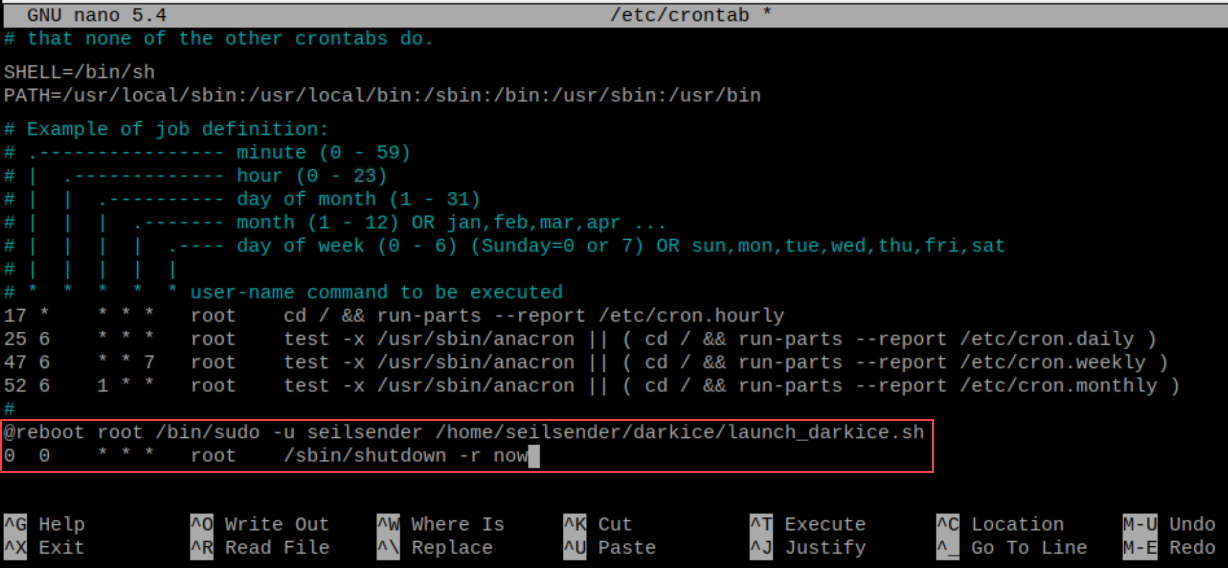 GNU nano 5.4 /etc/crontab *
# that none of the other crontabs do.
SHELL=/bin/sh
PATH=/usr/local/sbin:/usr/local/bin:/sbin:/bin:/usr/sbin:/usr/bin
# Example of job definition:
# .---------------- minute (0 - 59)
# |  .------------- hour (0 - 23)
# |  |  .---------- day of month (1 - 31)
# |  |  |  .------- month (1 - 12) OR jan,feb,mar,apr ...
# |  |  |  |  .---- day of week (0 - 6) (Sunday=0 or 7) OR sun,mon,tue,wed,thu,fri,sat
# |  |  |  |  |
# *  *  *  *  * user-name command to be executed
17 *    * * *   root    cd / && run-parts --report /etc/cron.hourly
25 6    * * *   root    test -x /usr/sbin/anacron || ( cd / && run-parts --report /etc/cron.daily )
47 6    * * 7   root    test -x /usr/sbin/anacron || ( cd / && run-parts --report /etc/cron.weekly )
52 6    1 * *   root    test -x /usr/sbin/anacron || ( cd / && run-parts --report /etc/cron.monthly )
#
@reboot root /bin/sudo -u seilsender /home/seilsender/darkice/launch_darkice.sh
0  0    * * *   root    /sbin/shutdown -r now
^G Help ^O Write Out ^W Where Is ^K Cut ^T Execute ^C Location M-U Undo
^X Exit ^R Read File ^\ Replace ^U Paste ^J Justify ^_ Go To Line M-E Redo